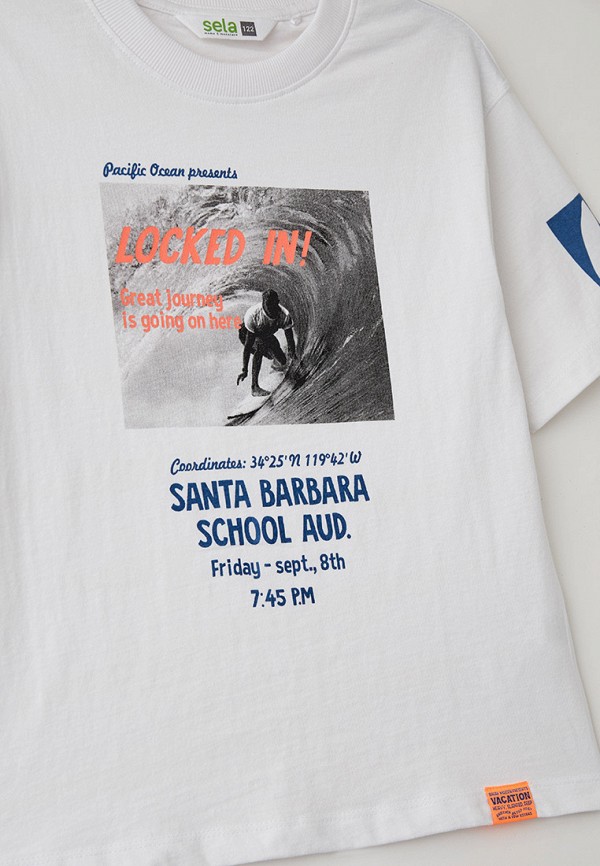 sela
122
Pacific Ocean presents
LOCKED IN!
Great journey
is going on here
Coordinates: 34°25'N 119°42'W
SANTA BARBARA
SCHOOL AUD.
Friday - sept., 8th
7:45 P.M
VACATION